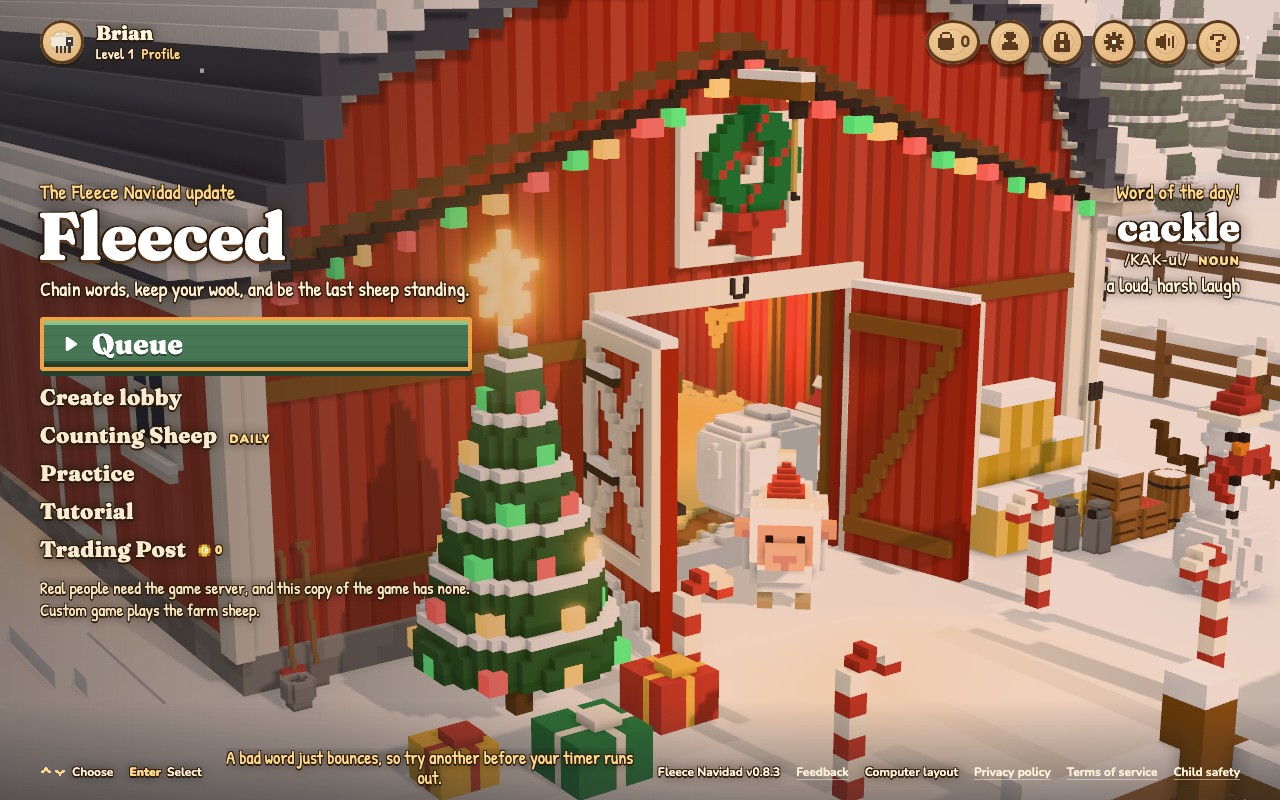 Brian
Level 1 Profile
0
The Fleece Navidad update
Fleeced
Chain words, keep your wool, and be the last sheep standing.
Queue
Create lobby
Counting Sheep DAILY
Practice
Tutorial
Trading Post 0
Real people need the game server, and this copy of the game has none.
Custom game plays the farm sheep.
Word of the day!
cackle
/KAK-ul/ NOUN
a loud, harsh laugh
A bad word just bounces, so try another before your timer runs
out.
Choose Enter Select
Fleece Navidad v0.8.3 Feedback Computer layout Privacy policy Terms of service Child safety